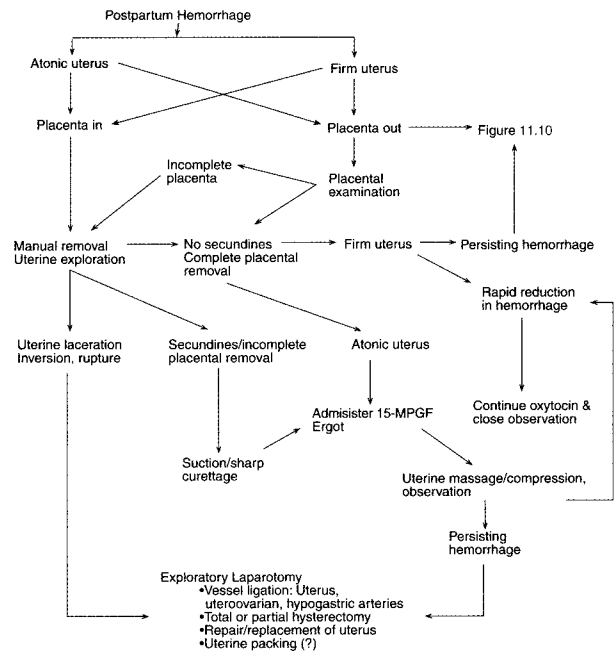 Postpartum Hemorrhage
Atonic uterus
Firm uterus
Placenta in
Placenta out
Figure 11.10
Incomplete
placenta
Placental
examination
Manual removal
Uterine exploration
No secundines
Complete placental
removal
Firm uterus
Persisting hemorrhage
Rapid reduction
in hemorrhage
Uterine laceration
Inversion, rupture
Secundines/incomplete
placental removal
Atonic uterus
Continue oxytocin &
close observation
Admisister 15-MPGF
Ergot
Suction/sharp
curettage
Uterine massage/compression,
observation
Persisting
hemorrhage
Exploratory Laparotomy
•Vessel ligation: Uterus,
uteroovarian, hypogastric arteries
•Total or partial hysterectomy
•Repair/replacement of uterus
•Uterine packing (?)